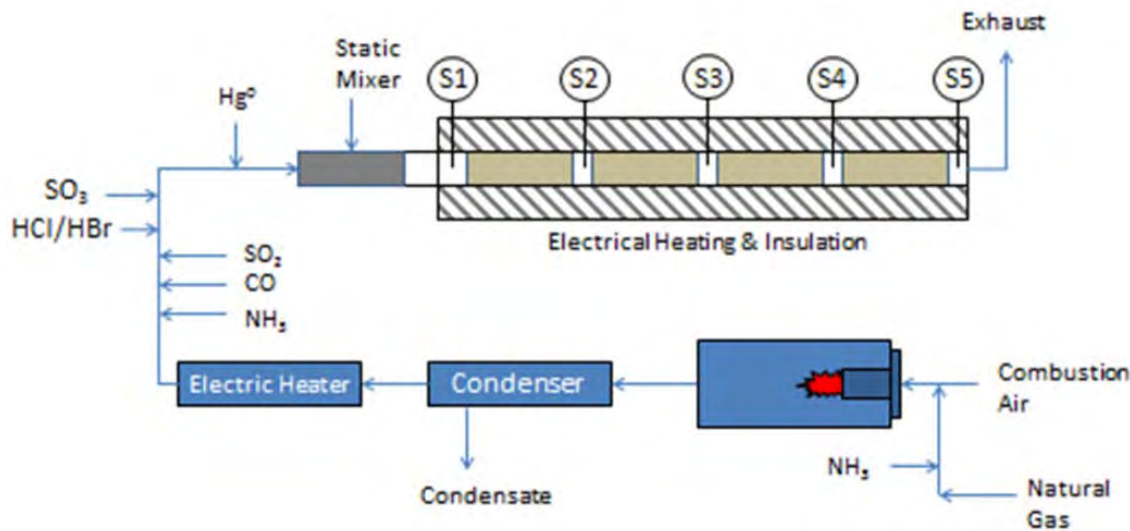 Exhaust
Static
Mixer
S1
S2
S3
S4
S5
Hg⁰
SO₃
HCl/HBr
Electrical Heating & Insulation
SO₂
CO
NH₃
Electric Heater
Condenser
Combustion
Air
Condensate
NH₃
Natural
Gas